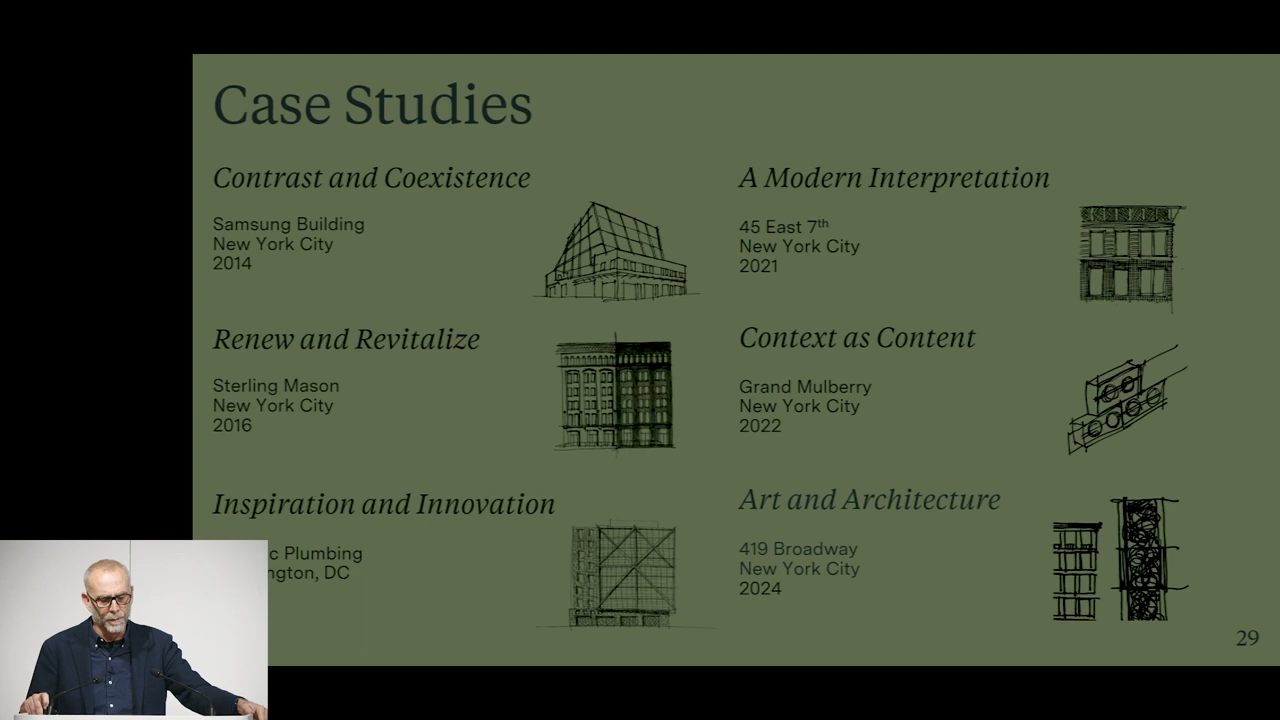 Case Studies
Contrast and Coexistence
Samsung Building
New York City
2014
Renew and Revitalize
Sterling Mason
New York City
2016
Inspiration and Innovation
Plumbing
DC
A Modern Interpretation
45 East 7th
New York City
2021
Context as Content
Grand Mulberry
New York City
2022
Art and Architecture
419 Broadway
New York City
2024
29